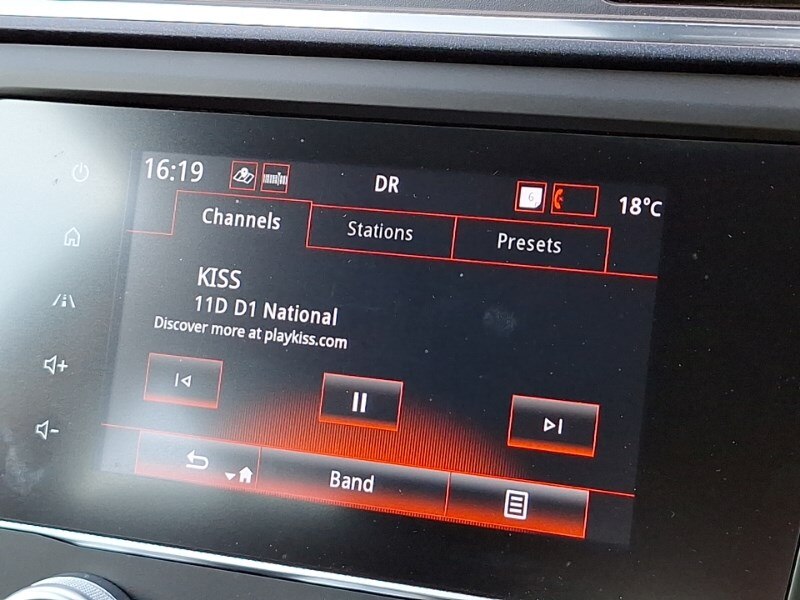 16:19
DR
18°C
Channels
Stations
Presets
KISS
11D D1 National
Discover more at playkiss.com
Band